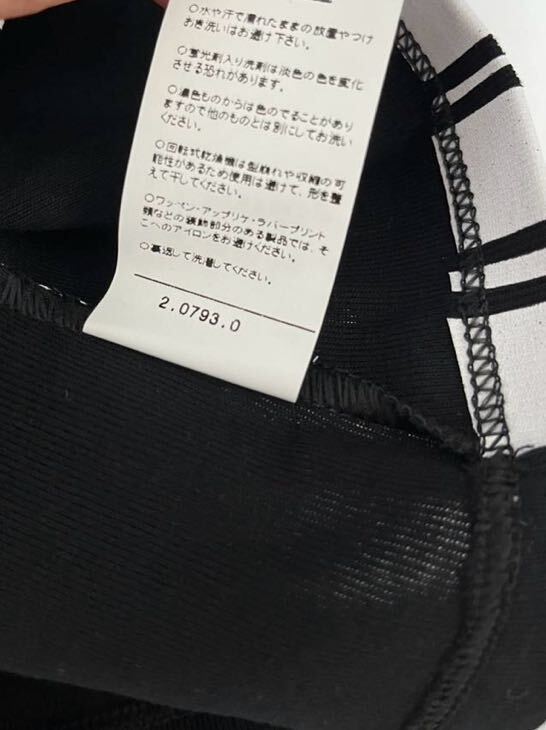 ○水や汗で濡れたままの放置やつけ
おき洗いはお避け下さい。
○蛍光剤入り洗剤は淡色の色を変化
させる恐れがあります。
○濃色ものからは色のでることがあり
ますので他のものとは別にしてお洗い
ください。
○回転式乾燥機は型崩れや収縮の可
能性があるため使用は避けて、形を整
えて干してください。
○ワッペン・アップリケ・ラバープリント
類などの装飾部分のある製品では、そ
こへのアイロンをお避けください。
○裏返して洗濯してください。
2.0793.0